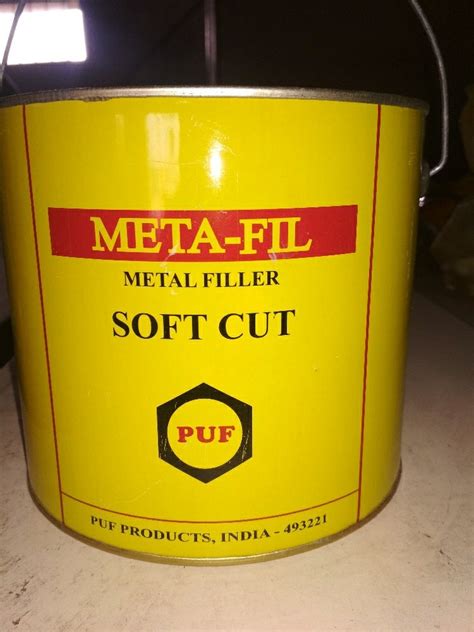 META-FIL
METAL FILLER
SOFT CUT
PUF
PUF PRODUCTS, INDIA - 493221